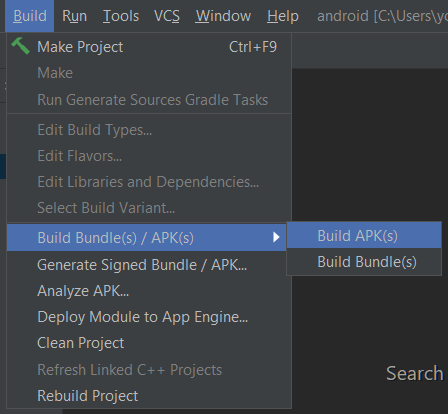 Build Run Tools VCS Window Help android [C:\Users\yo
Make Project Ctrl+F9
Make
Run Generate Sources Gradle Tasks
Edit Build Types...
Edit Flavors...
Edit Libraries and Dependencies...
Select Build Variant...
Build Bundle(s) / APK(s) Build APK(s)
Generate Signed Bundle / APK... Build Bundle(s)
Analyze APK...
Deploy Module to App Engine...
Clean Project
Refresh Linked C++ Projects Search
Rebuild Project